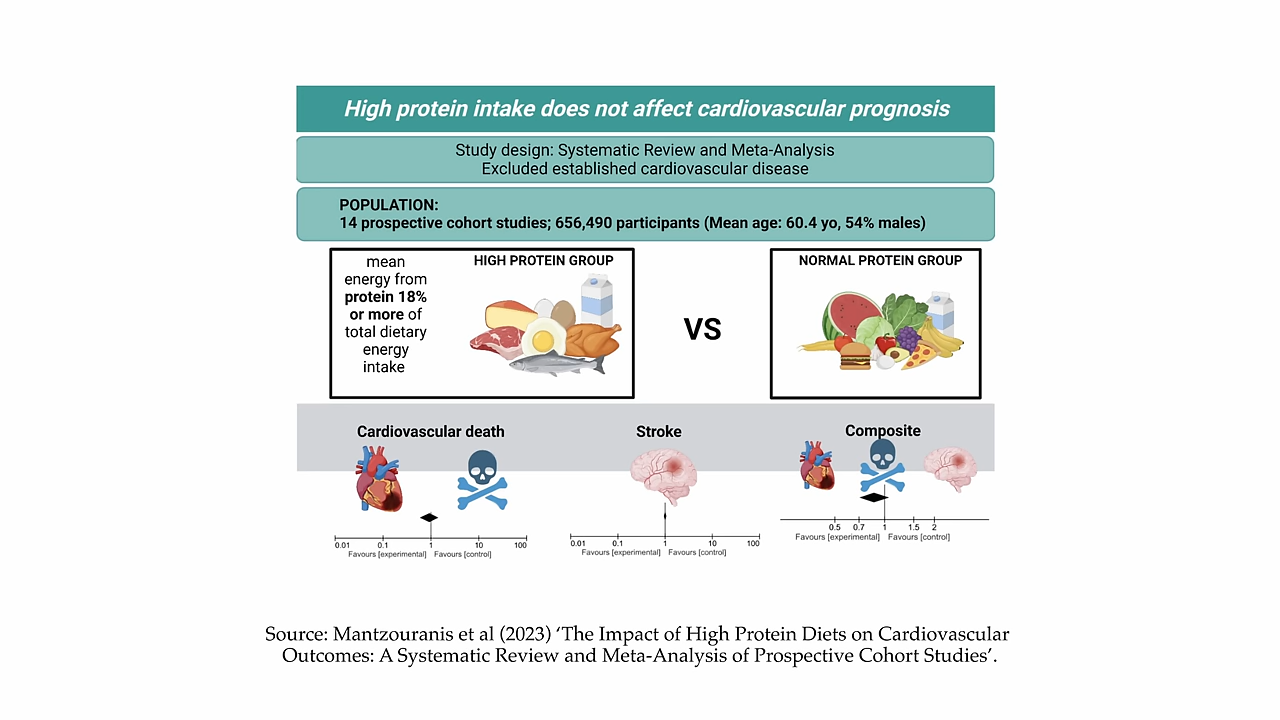 High protein intake does not affect cardiovascular prognosis
Study design: Systematic Review and Meta-Analysis
Excluded established cardiovascular disease
POPULATION:
14 prospective cohort studies; 656,490 participants (Mean age: 60.4 yo, 54% males)
mean
energy from
protein 18%
or more of
total dietary
energy
intake
HIGH PROTEIN GROUP
VS
NORMAL PROTEIN GROUP
Cardiovascular death
Stroke
Composite
0.01 0.1 1 10 100
Favours [experimental] Favours [control]
0.01 0.1 1 10 100
Favours [experimental] Favours [control]
0.5 0.7 1 1.5 2
Favours [experimental] Favours [control]
Source: Mantzouranis et al (2023) ‘The Impact of High Protein Diets on Cardiovascular
Outcomes: A Systematic Review and Meta-Analysis of Prospective Cohort Studies’.